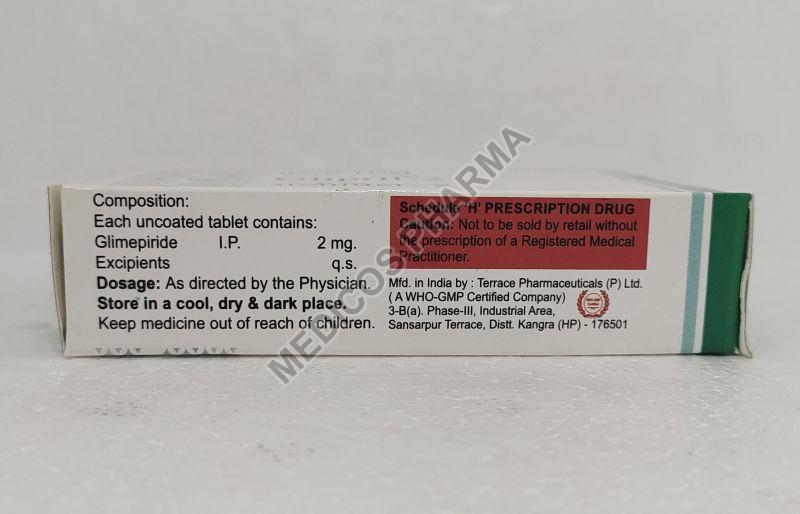 Composition:
Each uncoated tablet contains:
Glimepiride I.P. 2 mg.
Excipients q.s.
Dosage: As directed by the Physician.
Store in a cool, dry & dark place.
Keep medicine out of reach of children.
Schedule 'H' PRESCRIPTION DRUG
Caution: Not to be sold by retail without
the prescription of a Registered Medical
Practitioner.
Mfd. in India by : Terrace Pharmaceuticals (P) Ltd.
( A WHO-GMP Certified Company)
3-B(a). Phase-III, Industrial Area,
Sansarpur Terrace, Distt. Kangra (HP) - 176501
WHO GMP
Certified
MEDICOS PHARMA